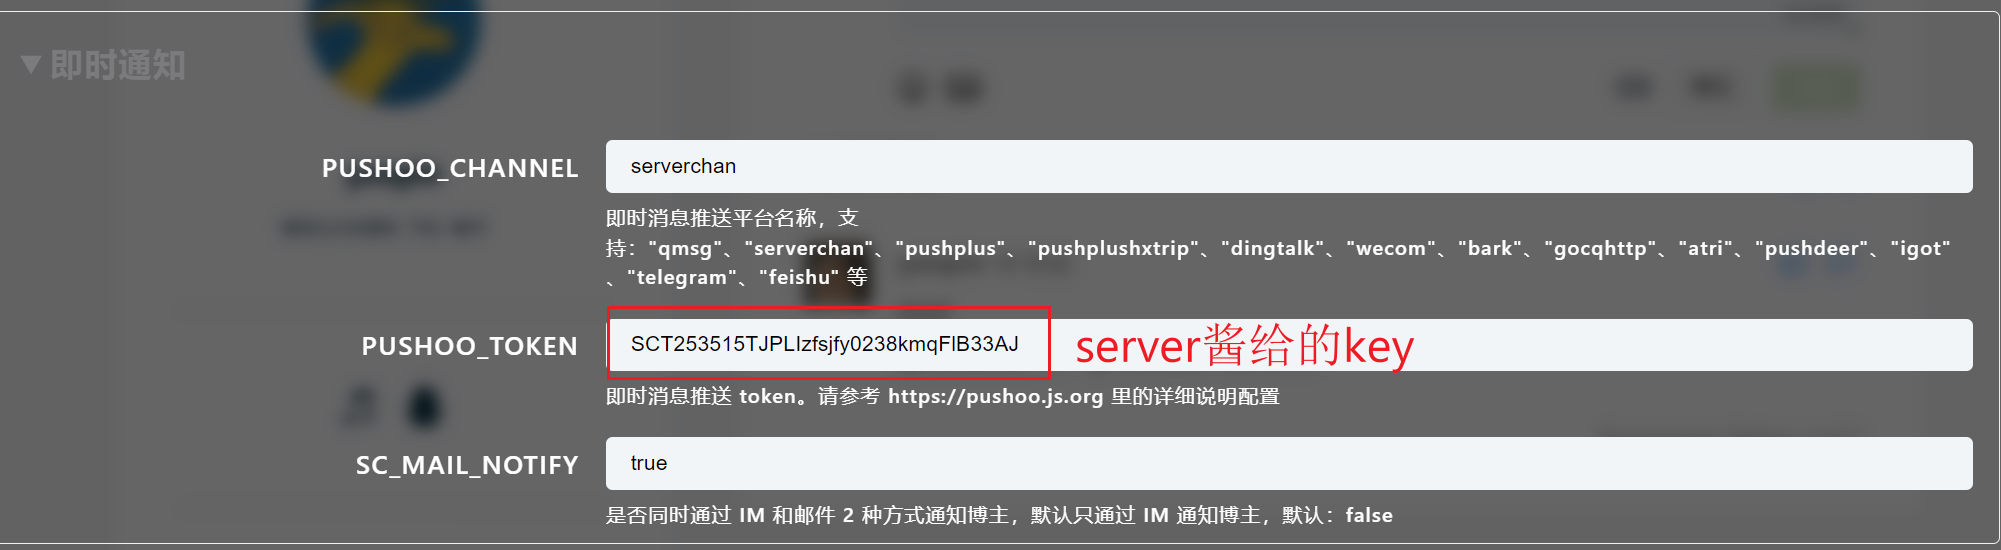 ▼ 即时通知
PUSHOO_CHANNEL
serverchan
即时消息推送平台名称，支
持："qmsg"、"serverchan"、"pushplus"、"pushplushxtrip"、"dingtalk"、"wecom"、"bark"、"gocqhttp"、"atri"、"pushdeer"、"igot"
、"telegram"、"feishu" 等
PUSHOO_TOKEN
SCT253515TJPLIzfsjfy0238kmqFlB33AJ
server酱给的key
即时消息推送 token。请参考 https://pushoo.js.org 里的详细说明配置
SC_MAIL_NOTIFY
true
是否同时通过 IM 和邮件 2 种方式通知博主，默认只通过 IM 通知博主，默认：false